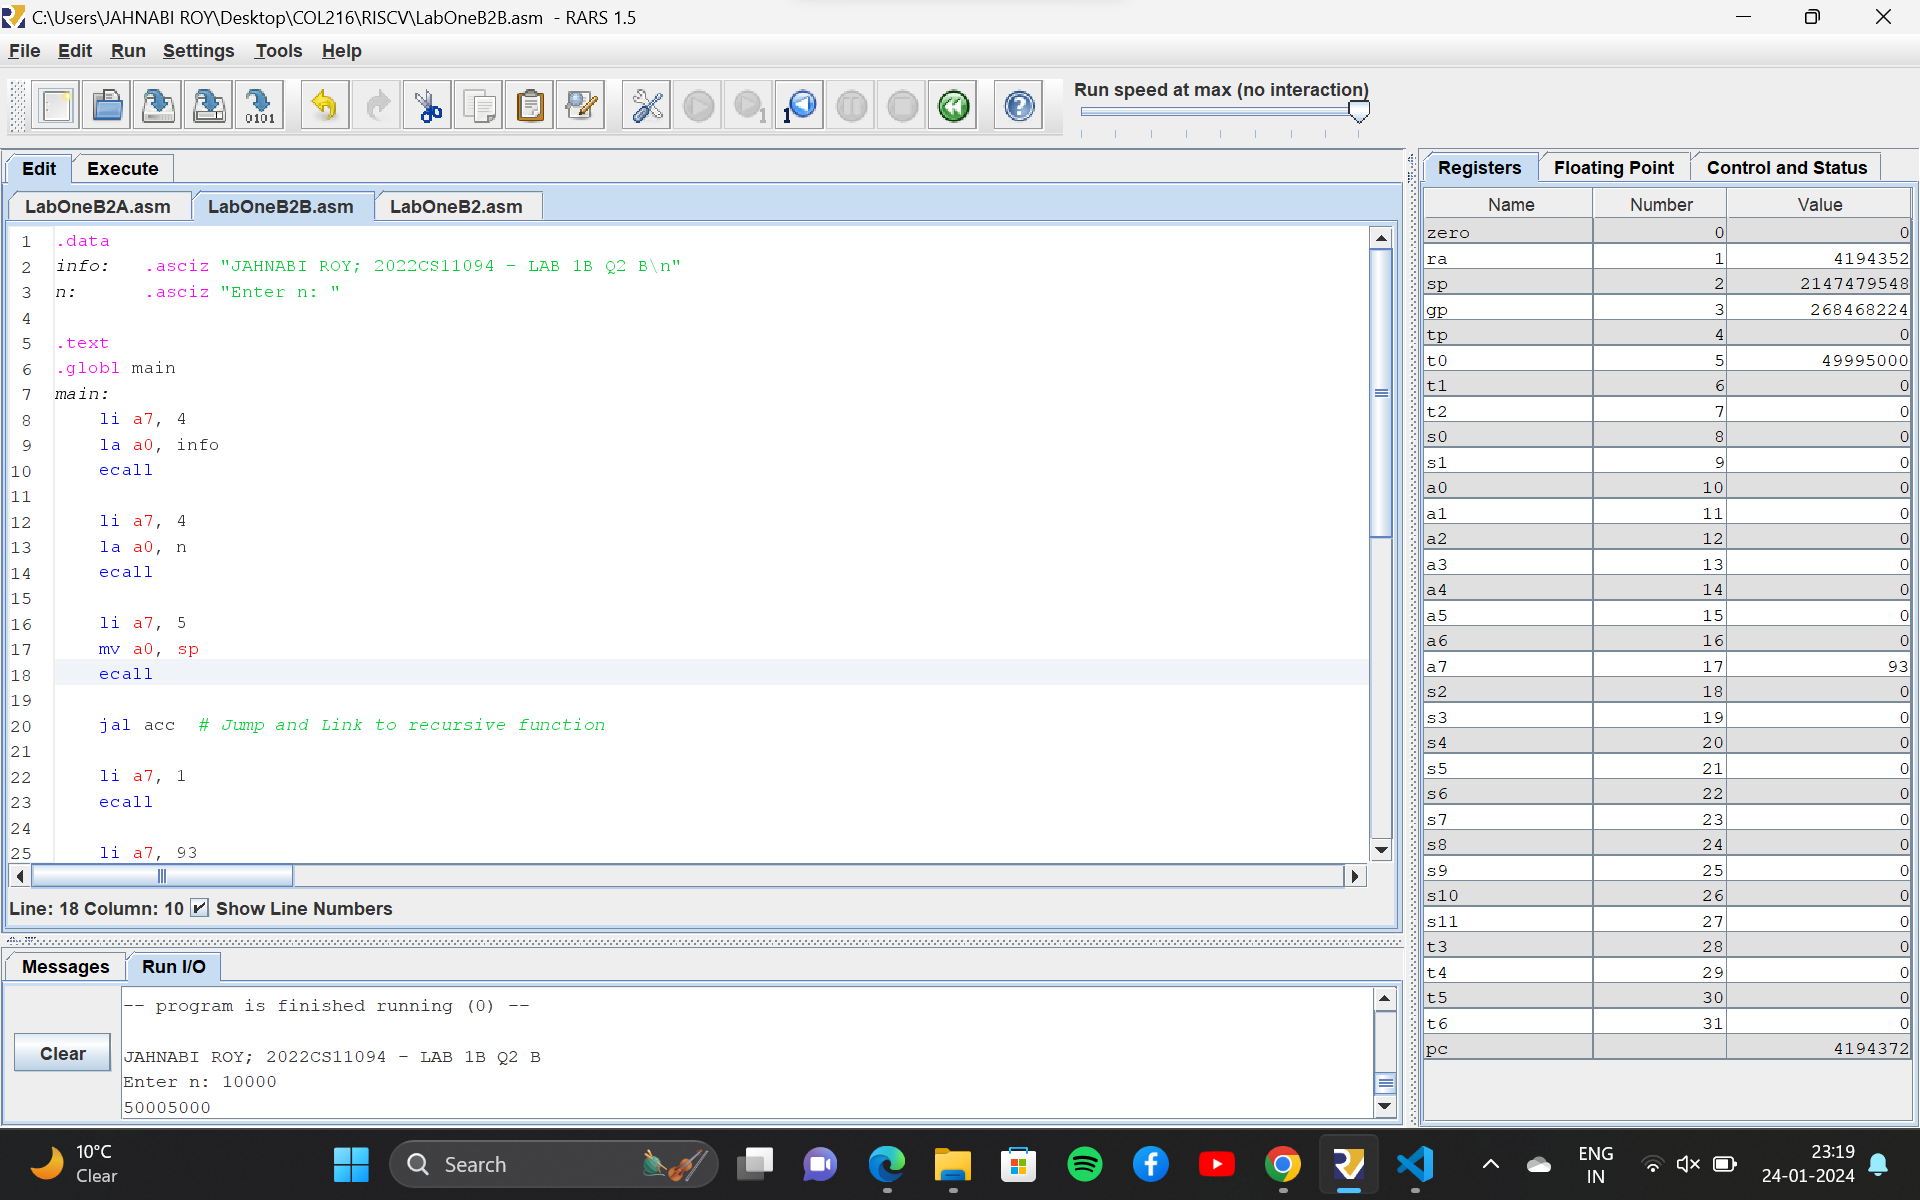 C:\Users\JAHNABI ROY\Desktop\COL216\RISCV\LabOneB2B.asm - RARS 1.5
File Edit Run Settings Tools Help
Run speed at max (no interaction)
Edit Execute
LabOneB2A.asm LabOneB2B.asm LabOneB2.asm
1 .data
2 info: .asciz "JAHNABI ROY; 2022CS11094 - LAB 1B Q2 B\n"
3 n: .asciz "Enter n: "
4
5 .text
6 .globl main
7 main:
8 li a7, 4
9 la a0, info
10 ecall
11
12 li a7, 4
13 la a0, n
14 ecall
15
16 li a7, 5
17 mv a0, sp
18 ecall
19
20 jal acc # Jump and Link to recursive function
21
22 li a7, 1
23 ecall
24
25 li a7, 93
Line: 18 Column: 10 Show Line Numbers
Messages Run I/O
Clear
-- program is finished running (0) --
JAHNABI ROY; 2022CS11094 - LAB 1B Q2 B
Enter n: 10000
50005000
Registers Floating Point Control and Status
Name Number Value
zero 0 0
ra 1 4194352
sp 2 2147479548
gp 3 268468224
tp 4 0
t0 5 49995000
t1 6 0
t2 7 0
s0 8 0
s1 9 0
a0 10 0
a1 11 0
a2 12 0
a3 13 0
a4 14 0
a5 15 0
a6 16 0
a7 17 93
s2 18 0
s3 19 0
s4 20 0
s5 21 0
s6 22 0
s7 23 0
s8 24 0
s9 25 0
s10 26 0
s11 27 0
t3 28 0
t4 29 0
t5 30 0
t6 31 0
pc 4194372
10°C
Clear
Search
ENG
IN
23:19
24-01-2024